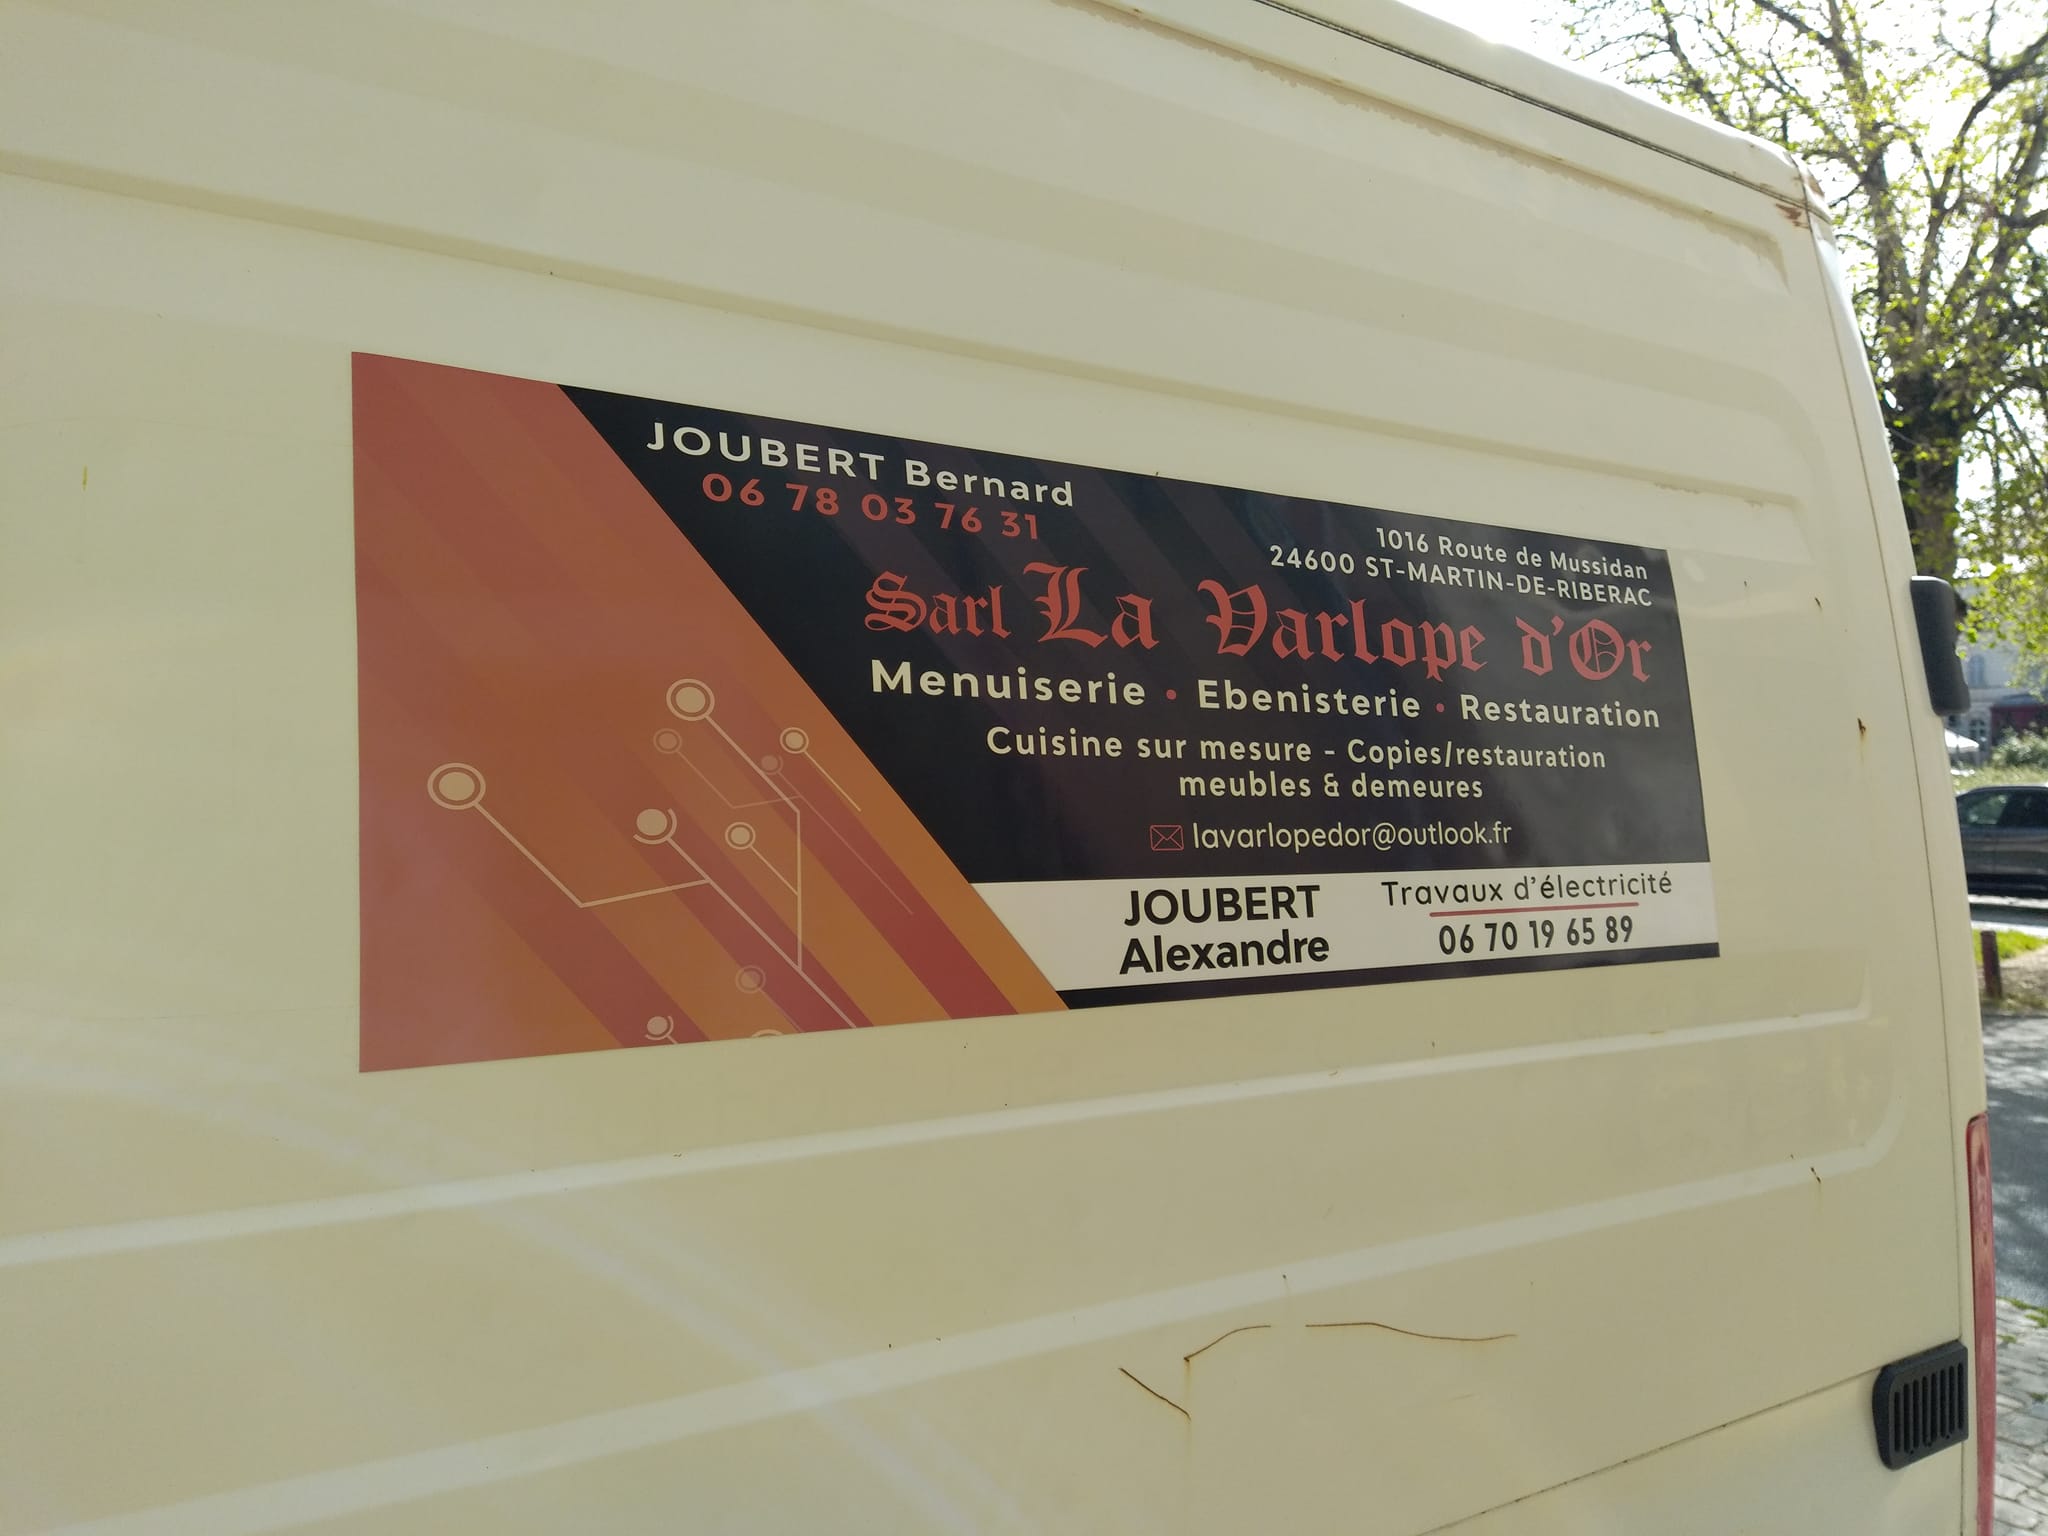 JOUBERT Bernard
06 78 03 76 31
1016 Route de Mussidan
24600 ST-MARTIN-DE-RIBERAC
Sarl La Varlope d'Or
Menuiserie • Ebenisterie • Restauration
Cuisine sur mesure - Copies/restauration
meubles & demeures
lavarlopedor@outlook.fr
JOUBERT
Alexandre
Travaux d'électricité
06 70 19 65 89